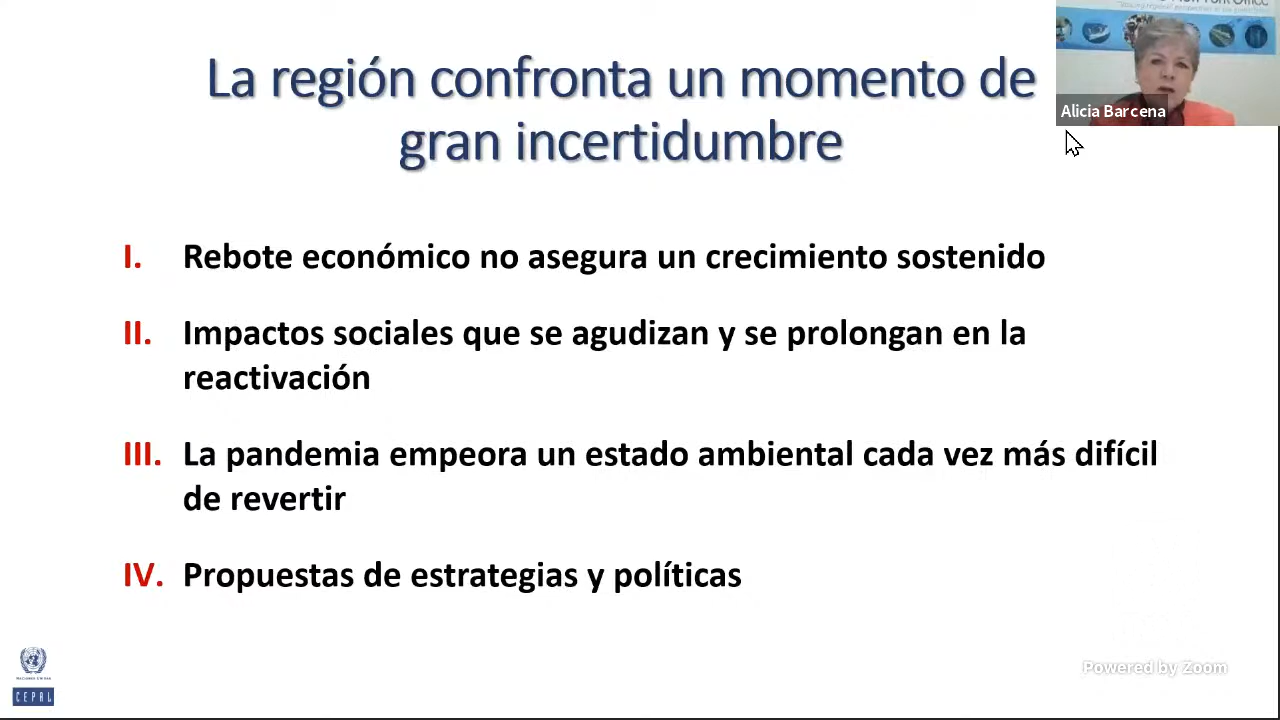 La región confronta un momento de
gran incertidumbre
Alicia Barcena
I. Rebote económico no asegura un crecimiento sostenido
II. Impactos sociales que se agudizan y se prolongan en la
reactivación
III. La pandemia empeora un estado ambiental cada vez más difícil
de revertir
IV. Propuestas de estrategias y políticas
NACIONES UNIDAS
CEPAL
Powered by Zoom